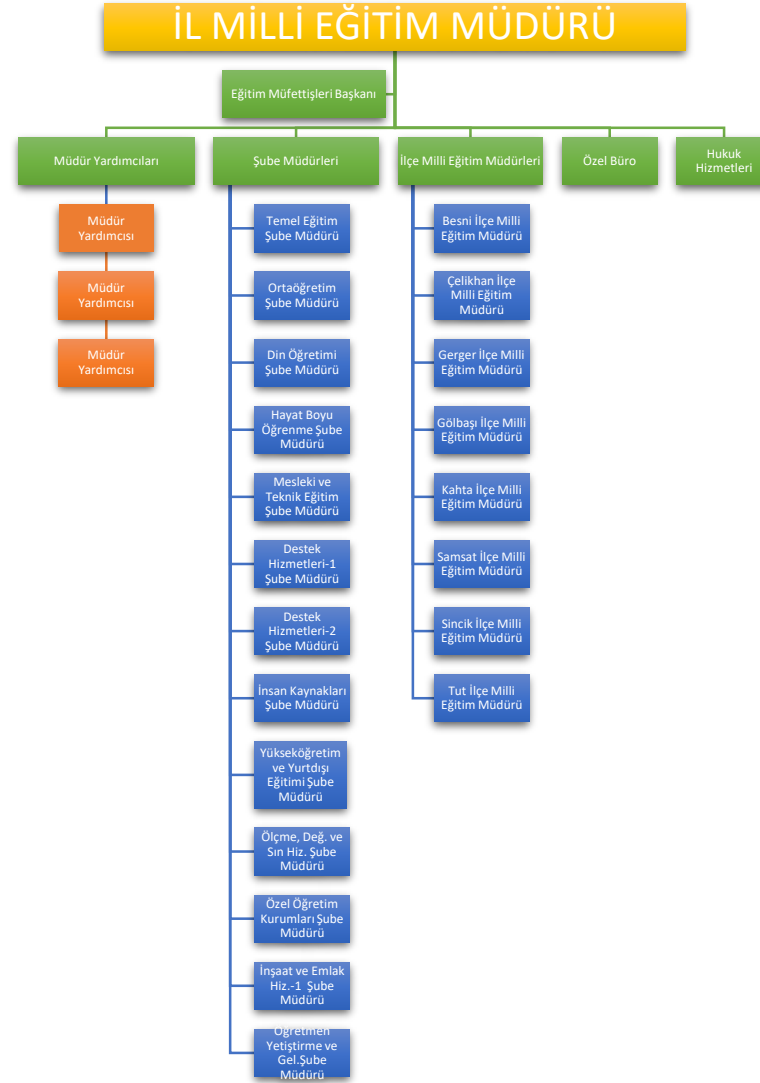 İL MİLLİ EĞİTİM MÜDÜRÜ
Eğitim Müfettişleri Başkanı
Müdür Yardımcıları
Şube Müdürleri
İlçe Milli Eğitim Müdürleri
Özel Büro
Hukuk
Hizmetleri
Müdür
Yardımcısı
Müdür
Yardımcısı
Müdür
Yardımcısı
Temel Eğitim
Şube Müdürü
Ortaöğretim
Şube Müdürü
Din Öğretimi
Şube Müdürü
Hayat Boyu
Öğrenme Şube
Müdürü
Mesleki ve
Teknik Eğitim
Şube Müdürü
Destek
Hizmetleri-1
Şube Müdürü
Destek
Hizmetleri-2
Şube Müdürü
İnsan Kaynakları
Şube Müdürü
Yükseköğretim
ve Yurtdışı
Eğitimi Şube
Müdürü
Ölçme, Değ. ve
Sın Hiz. Şube
Müdürü
Özel Öğretim
Kurumları Şube
Müdürü
İnşaat ve Emlak
Hiz.-1 Şube
Müdürü
Öğretmen
Yetiştirme ve
Gel.Şube
Müdürü
Besni İlçe Milli
Eğitim Müdürü
Çelikhan İlçe
Milli Eğitim
Müdürü
Gerger İlçe Milli
Eğitim Müdürü
Gölbaşı İlçe Milli
Eğitim Müdürü
Kahta İlçe Milli
Eğitim Müdürü
Samsat İlçe Milli
Eğitim Müdürü
Sincik İlçe Milli
Eğitim Müdürü
Tut İlçe Milli
Eğitim Müdürü